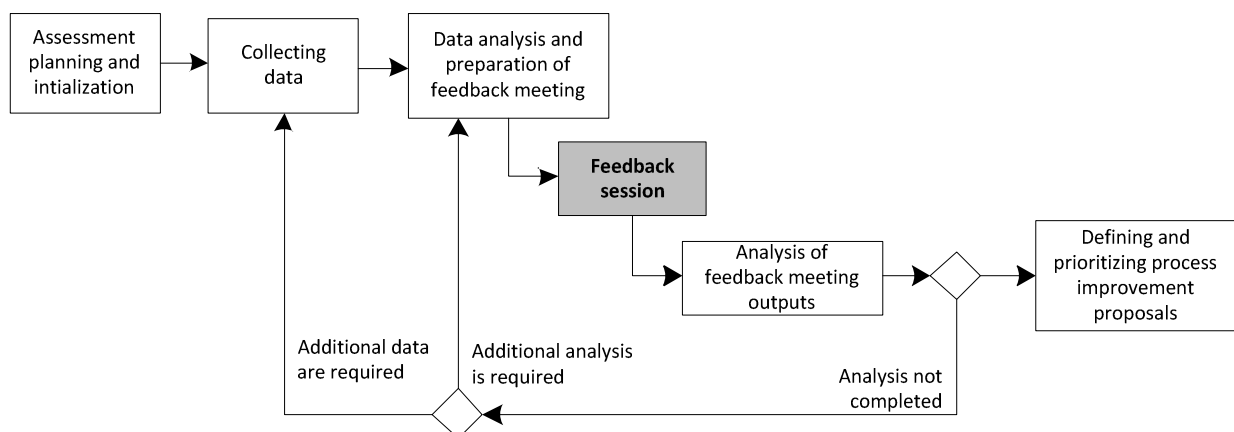 Assessment
planning and
intialization
Collecting
data
Data analysis and
preparation of
feedback meeting
Feedback
session
Analysis of
feedback meeting
outputs
Defining and
prioritizing process
improvement
proposals
Additional data
are required
Additional analysis
is required
Analysis not
completed